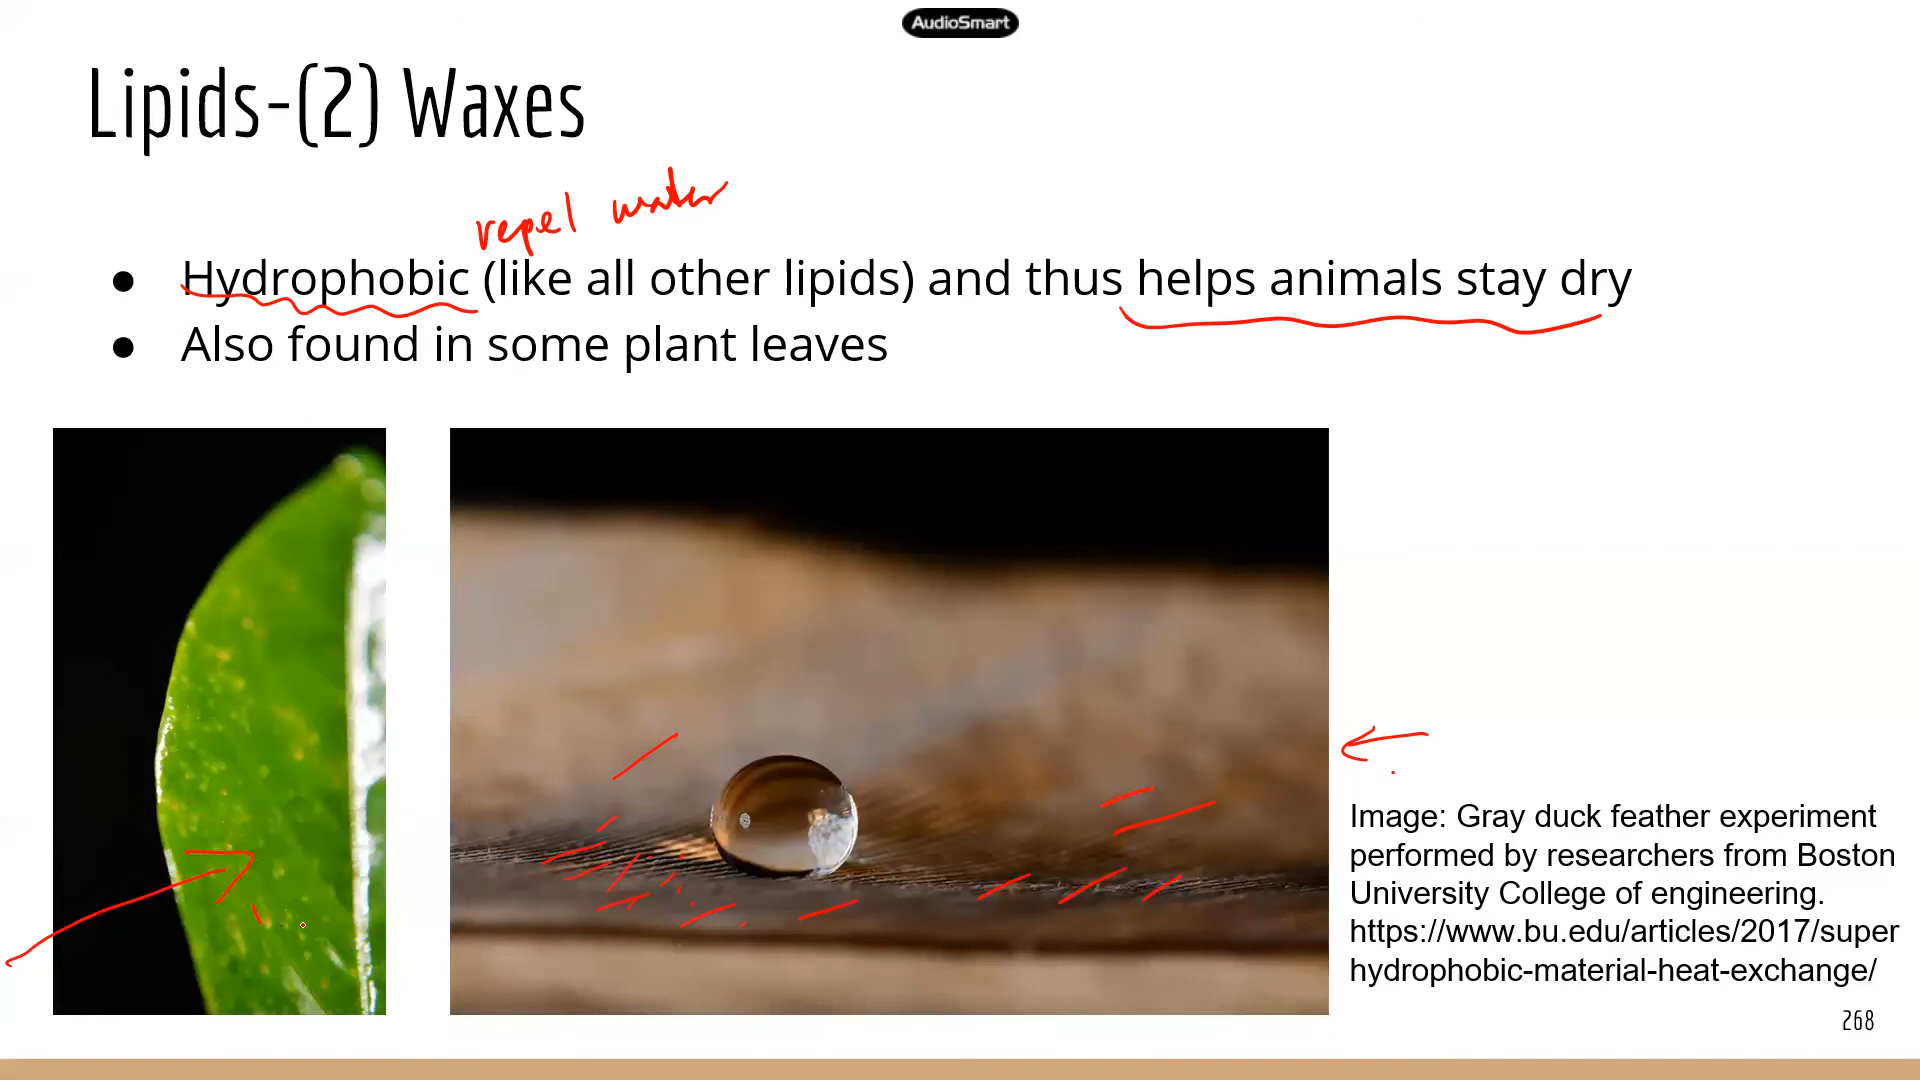 AudioSmart
Lipids-(2) Waxes
repel water
● Hydrophobic (like all other lipids) and thus helps animals stay dry
● Also found in some plant leaves
Image: Gray duck feather experiment
performed by researchers from Boston
University College of engineering.
https://www.bu.edu/articles/2017/super
hydrophobic-material-heat-exchange/
268